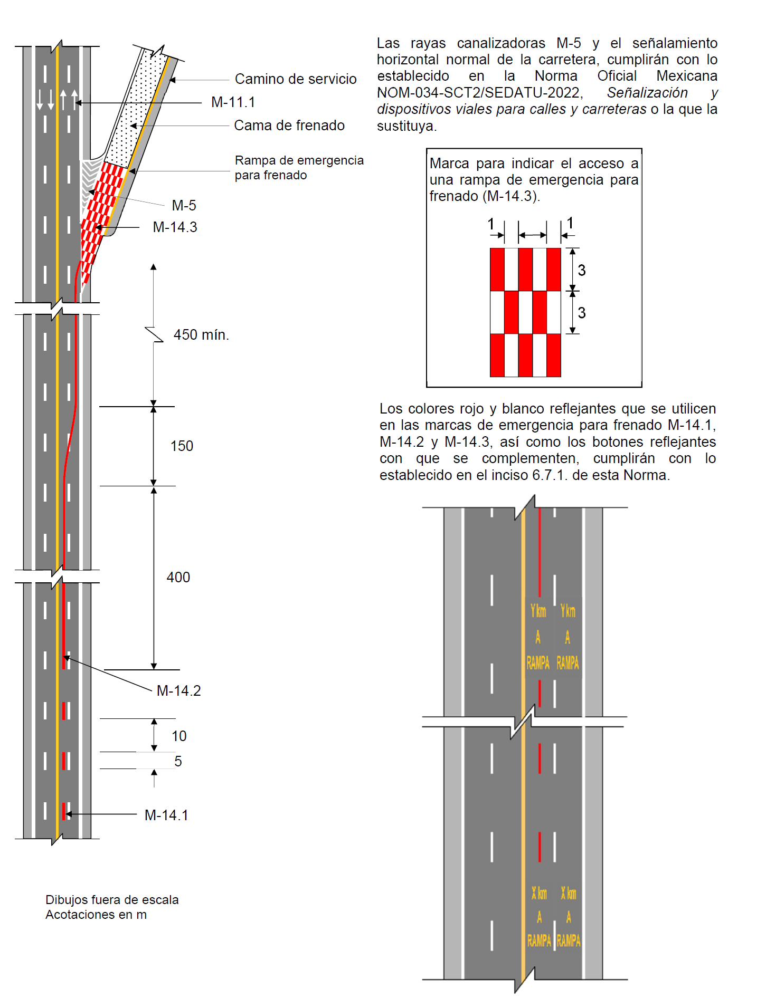 Camino de servicio
M-11.1
Cama de frenado
Rampa de emergencia
para frenado
M-5
M-14.3
450 mín.
150
400
M-14.2
10
5
M-14.1
Dibujos fuera de escala
Acotaciones en m
Las rayas canalizadoras M-5 y el señalamiento
horizontal normal de la carretera, cumplirán con lo
establecido en la Norma Oficial Mexicana
NOM-034-SCT2/SEDATU-2022, Señalización y
dispositivos viales para calles y carreteras o la que la
sustituya.
Marca para indicar el acceso a
una rampa de emergencia para
frenado (M-14.3).
1 1
3
3
Los colores rojo y blanco reflejantes que se utilicen
en las marcas de emergencia para frenado M-14.1,
M-14.2 y M-14.3, así como los botones reflejantes
con que se complementen, cumplirán con lo
establecido en el inciso 6.7.1. de esta Norma.
Y km Y km
A A
RAMPA RAMPA
X km X km
A A
RAMPA RAMPA